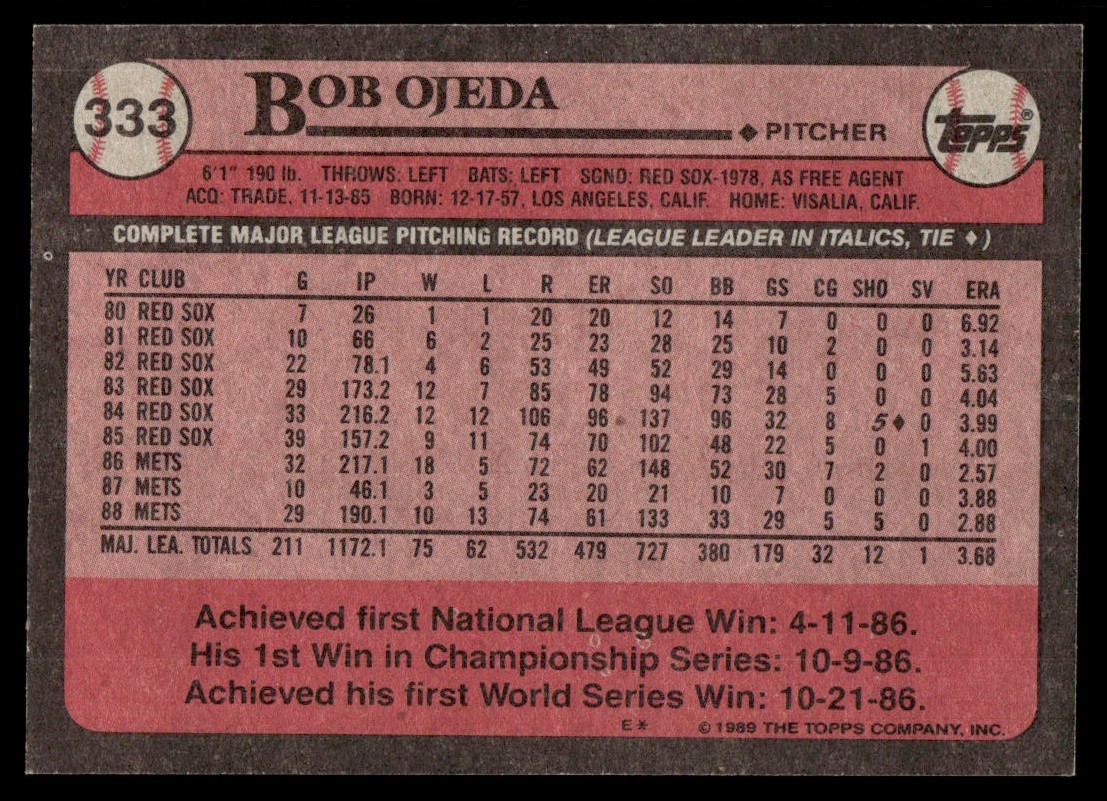 333
BOB OJEDA
◆ PITCHER
topps®
6'1" 190 lb. THROWS: LEFT BATS: LEFT SGND: RED SOX-1978, AS FREE AGENT
ACQ: TRADE, 11-13-85 BORN: 12-17-57, LOS ANGELES, CALIF. HOME: VISALIA, CALIF.
COMPLETE MAJOR LEAGUE PITCHING RECORD (LEAGUE LEADER IN ITALICS, TIE ♦)
YR CLUB G IP W L R ER SO BB GS CG SHO SV ERA
80 RED SOX 7 26 1 1 20 20 12 14 7 0 0 0 6.92
81 RED SOX 10 66 6 2 25 23 28 25 10 2 0 0 3.14
82 RED SOX 22 78.1 4 6 53 49 52 29 14 0 0 0 5.63
83 RED SOX 29 173.2 12 7 85 78 94 73 28 5 0 0 4.04
84 RED SOX 33 216.2 12 12 106 96 137 96 32 8 5♦ 0 3.99
85 RED SOX 39 157.2 9 11 74 70 102 48 22 5 0 1 4.00
86 METS 32 217.1 18 5 72 62 148 52 30 7 2 0 2.57
87 METS 10 46.1 3 5 23 20 21 10 7 0 0 0 3.88
88 METS 29 190.1 10 13 74 61 133 33 29 5 5 0 2.88
MAJ. LEA. TOTALS 211 1172.1 75 62 532 479 727 380 179 32 12 1 3.68
Achieved first National League Win: 4-11-86.
His 1st Win in Championship Series: 10-9-86.
Achieved his first World Series Win: 10-21-86.
E* © 1989 THE TOPPS COMPANY, INC.